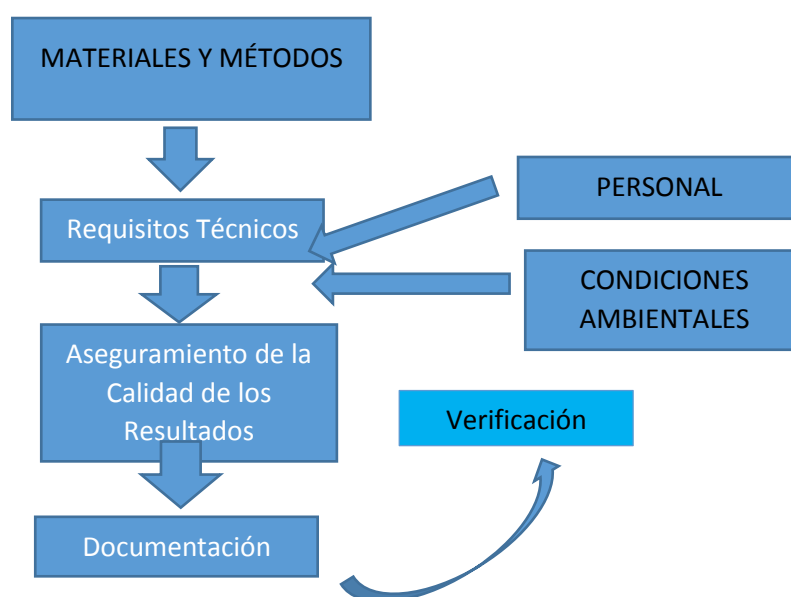 MATERIALES Y MÉTODOS
Requisitos Técnicos
PERSONAL
CONDICIONES
AMBIENTALES
Aseguramiento de la
Calidad de los
Resultados
Verificación
Documentación